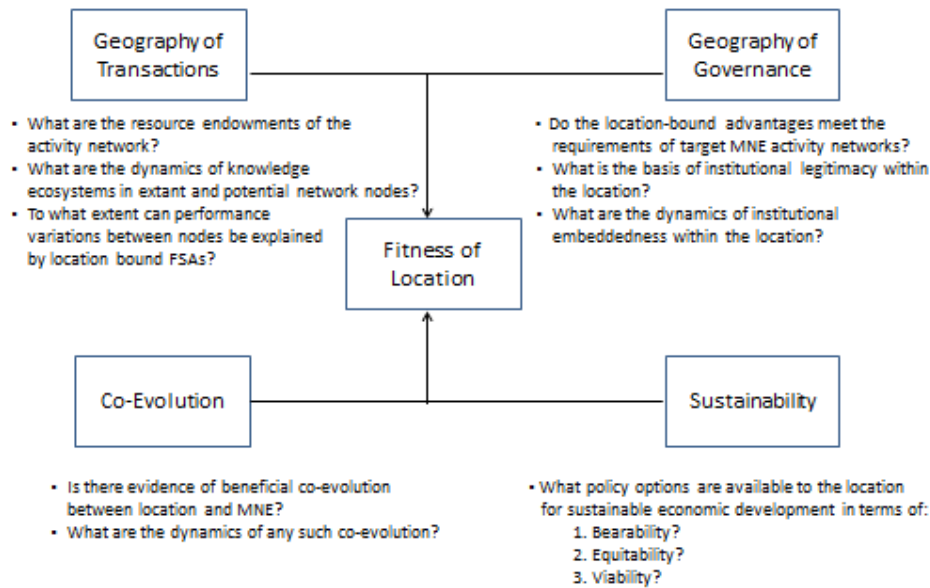 Geography of
Transactions
Geography of
Governance
▪ What are the resource endowments of the
activity network?
▪ What are the dynamics of knowledge
ecosystems in extant and potential network nodes?
▪ To what extent can performance
variations between nodes be explained
by location bound FSAs?
▪ Do the location-bound advantages meet the
requirements of target MNE activity networks?
▪ What is the basis of institutional legitimacy within
the location?
▪ What are the dynamics of institutional
embeddedness within the location?
Fitness of
Location
Co-Evolution
Sustainability
▪ Is there evidence of beneficial co-evolution
between location and MNE?
▪ What are the dynamics of any such co-evolution?
▪ What policy options are available to the location
for sustainable economic development in terms of:
1. Bearability?
2. Equitability?
3. Viability?